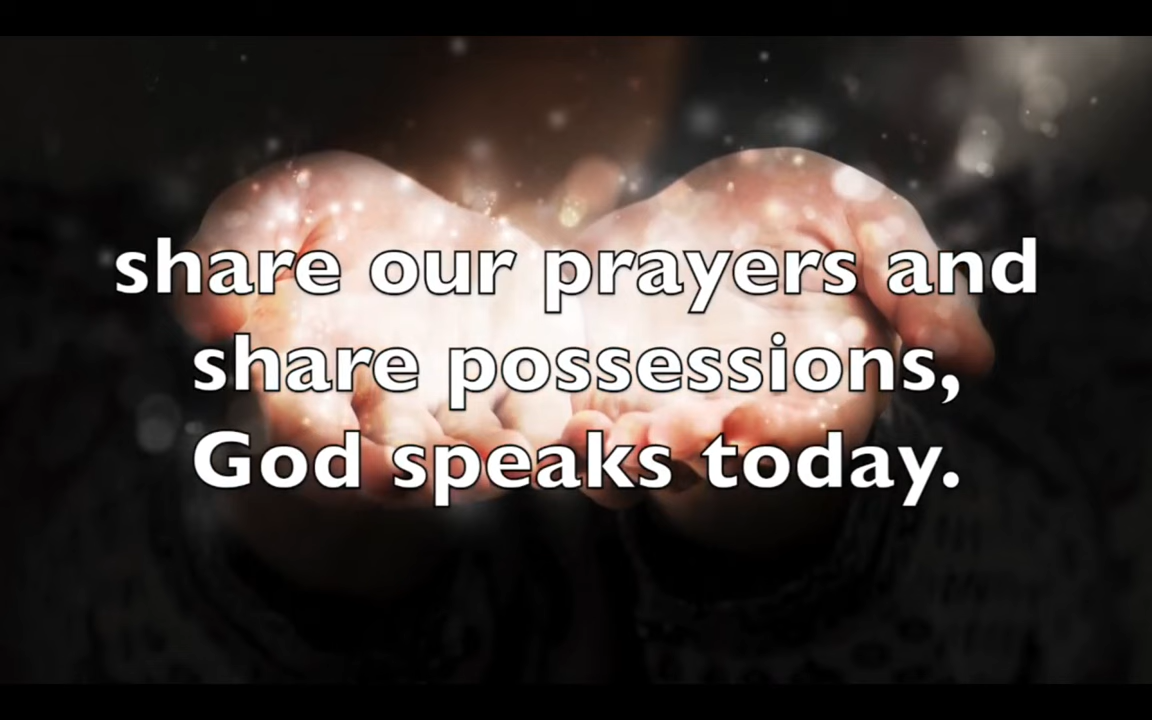 share our prayers and
share possessions,
God speaks today.